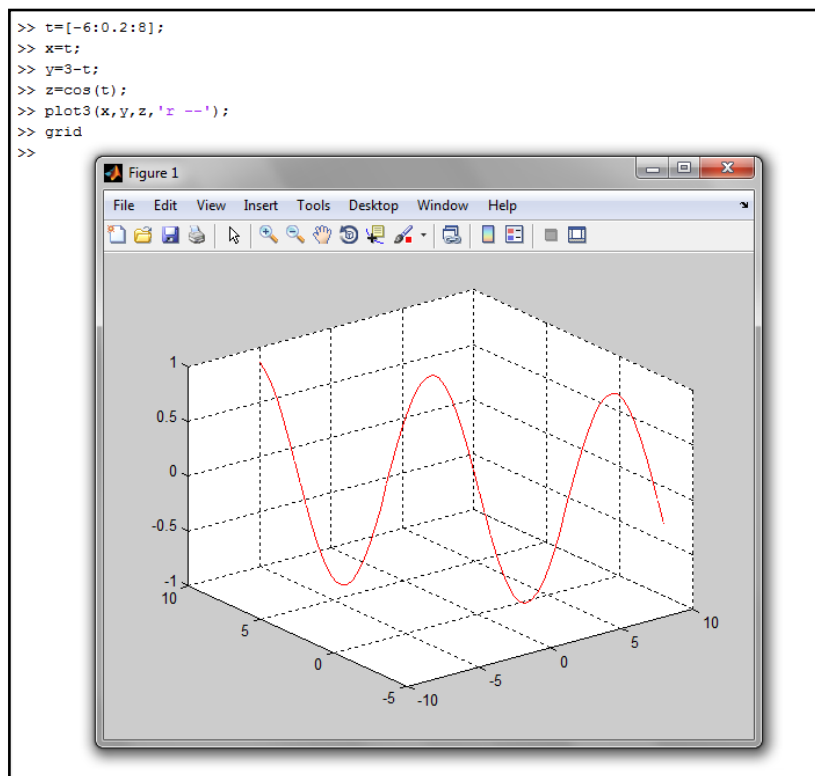 >> t=[-6:0.2:8];
>> x=t;
>> y=3-t;
>> z=cos(t);
>> plot3(x,y,z,'r --');
>> grid
>>
Figure 1
File Edit View Insert Tools Desktop Window Help
1
0.5
0
-0.5
-1
10
5
0
-5
-10
-5
0
5
10